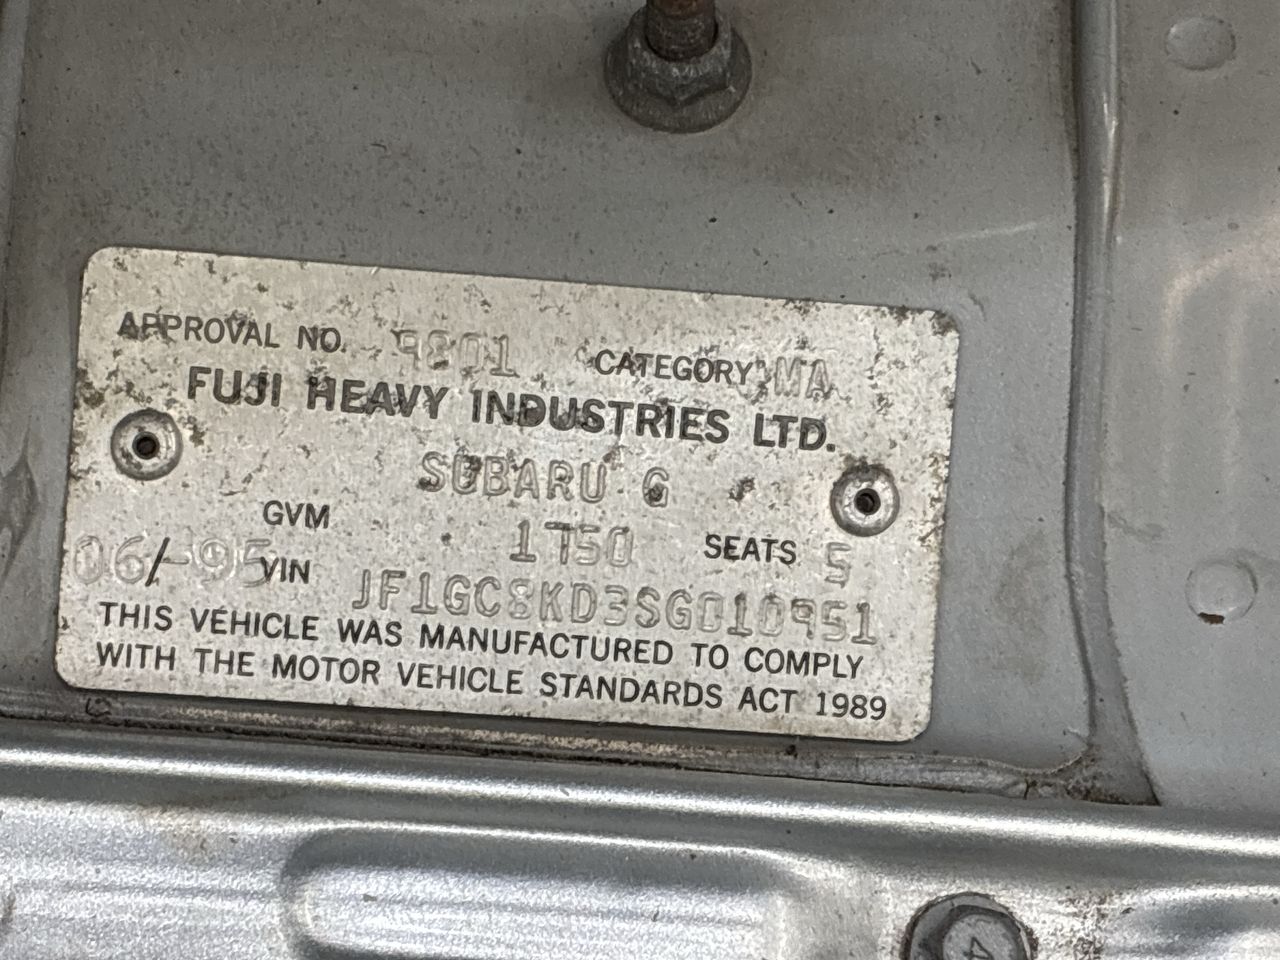 APPROVAL NO. 9801 CATEGORY MA
FUJI HEAVY INDUSTRIES LTD.
SUBARU G
GVM 1750 SEATS 5
06/95 VIN JF1GC8KD3SG010951
THIS VEHICLE WAS MANUFACTURED TO COMPLY
WITH THE MOTOR VEHICLE STANDARDS ACT 1989
4